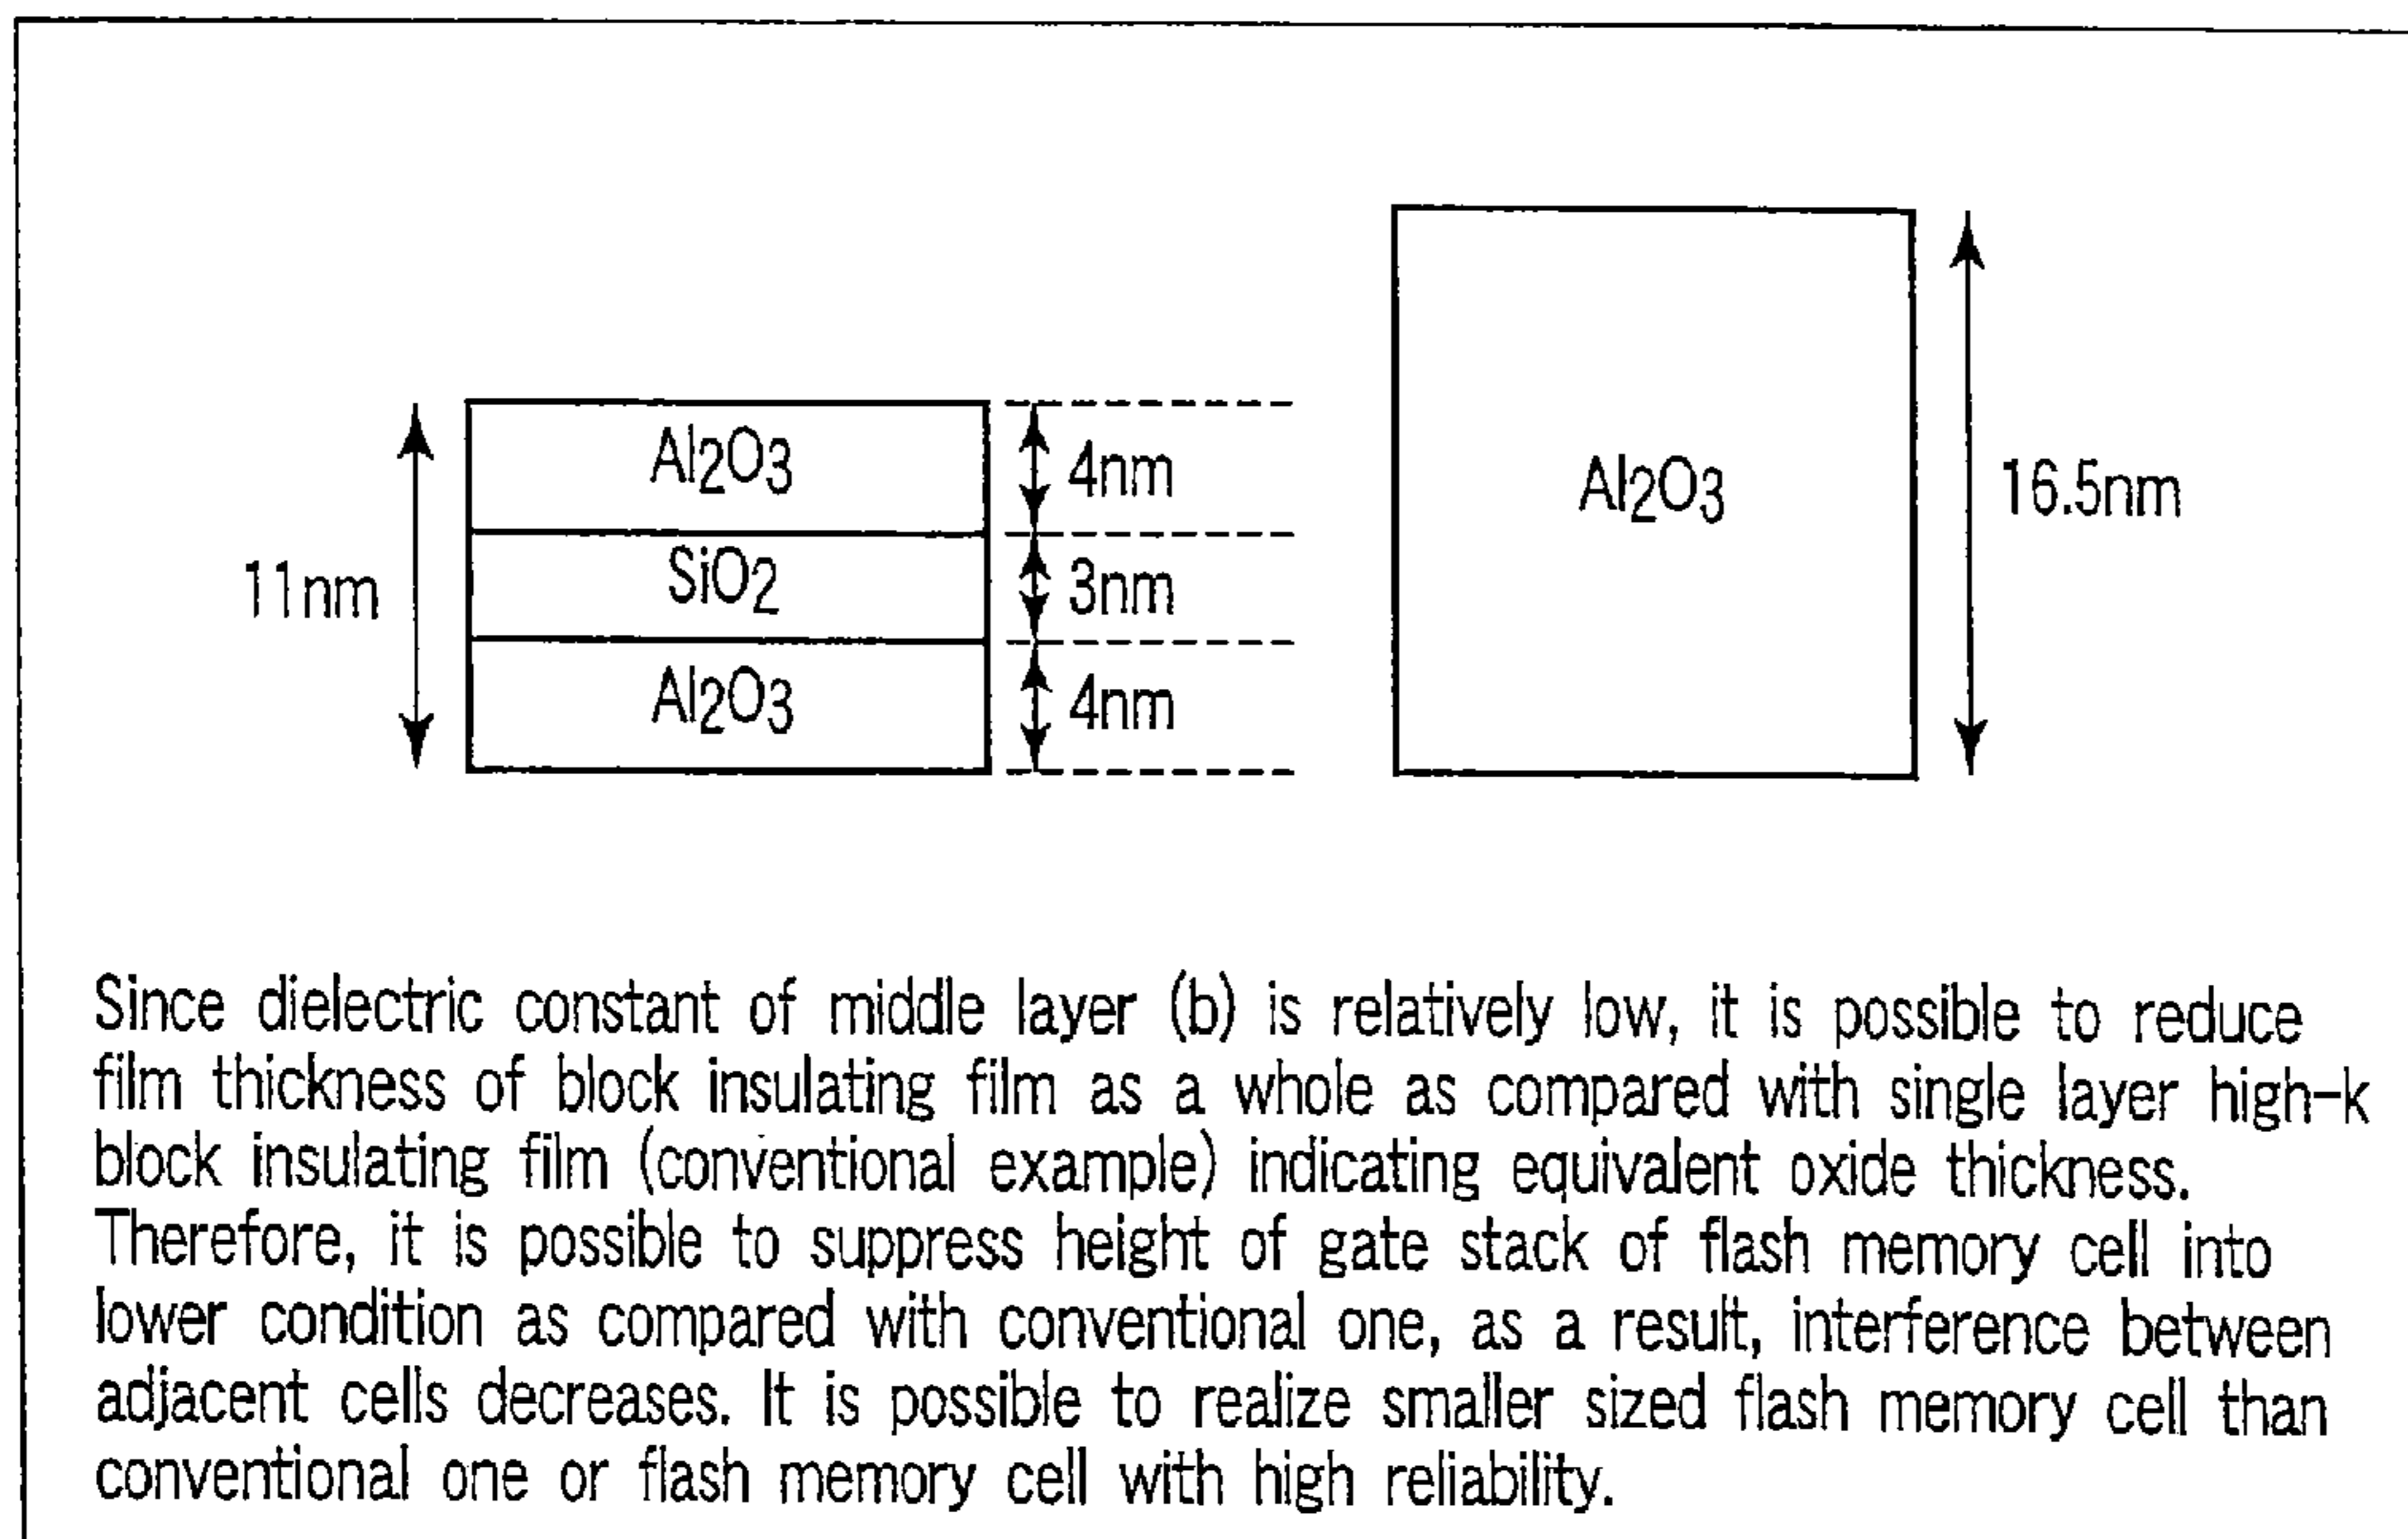 Al2O3
4nm
SiO2
3nm
11nm
Al2O3
4nm
Al2O3
16.5nm
Since dielectric constant of middle layer (b) is relatively low, it is possible to reduce
film thickness of block insulating film as a whole as compared with single layer high-k
block insulating film (conventional example) indicating equivalent oxide thickness.
Therefore, it is possible to suppress height of gate stack of flash memory cell into
lower condition as compared with conventional one, as a result, interference between
adjacent cells decreases. It is possible to realize smaller sized flash memory cell than
conventional one or flash memory cell with high reliability.